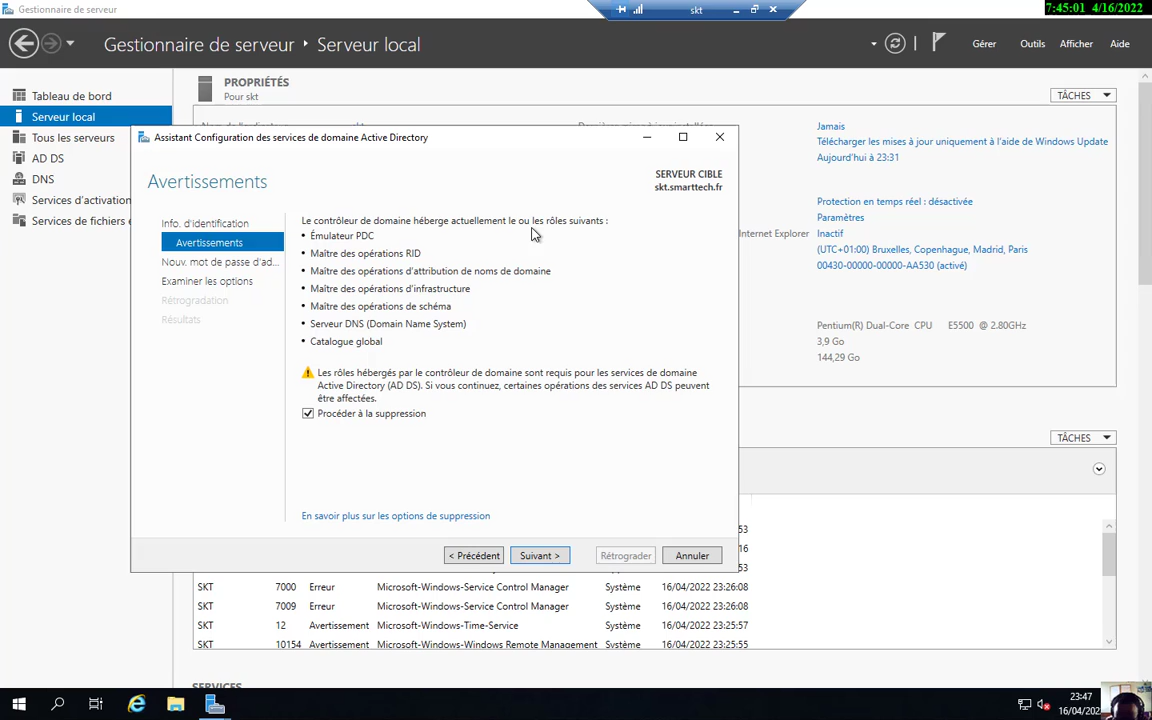 Gestionnaire de serveur
skt
7:45:01 4/16/2022
Gestionnaire de serveur ‣ Serveur local
Gérer Outils Afficher Aide
Tableau de bord
Serveur local
Tous les serveurs
AD DS
DNS
Services d'activation
Services de fichiers e
PROPRIÉTÉS
Pour skt
TÂCHES
Jamais
Télécharger les mises à jour uniquement à l'aide de Windows Update
Aujourd'hui à 23:31
Protection en temps réel : désactivée
Paramètres
Internet Explorer Inactif
(UTC+01:00) Bruxelles, Copenhague, Madrid, Paris
00430-00000-00000-AA530 (activé)
Pentium(R) Dual-Core CPU E5500 @ 2.80GHz
3,9 Go
144,29 Go
Assistant Configuration des services de domaine Active Directory
Avertissements
SERVEUR CIBLE
skt.smarttech.fr
Info. d'identification
Avertissements
Nouv. mot de passe d'ad...
Examiner les options
Rétrogradation
Résultats
Le contrôleur de domaine héberge actuellement le ou les rôles suivants :
• Émulateur PDC
• Maître des opérations RID
• Maître des opérations d'attribution de noms de domaine
• Maître des opérations d'infrastructure
• Maître des opérations de schéma
• Serveur DNS (Domain Name System)
• Catalogue global
Les rôles hébergés par le contrôleur de domaine sont requis pour les services de domaine
Active Directory (AD DS). Si vous continuez, certaines opérations des services AD DS peuvent
être affectées.
Procéder à la suppression
En savoir plus sur les options de suppression
< Précédent Suivant > Rétrograder Annuler
TÂCHES
53
16
53
SKT 7000 Erreur Microsoft-Windows-Service Control Manager Système 16/04/2022 23:26:08
SKT 7009 Erreur Microsoft-Windows-Service Control Manager Système 16/04/2022 23:26:08
SKT 12 Avertissement Microsoft-Windows-Time-Service Système 16/04/2022 23:25:57
SKT 10154 Avertissement Microsoft-Windows-Windows Remote Management Système 16/04/2022 23:25:55
SERVICES
23:47
16/04/202